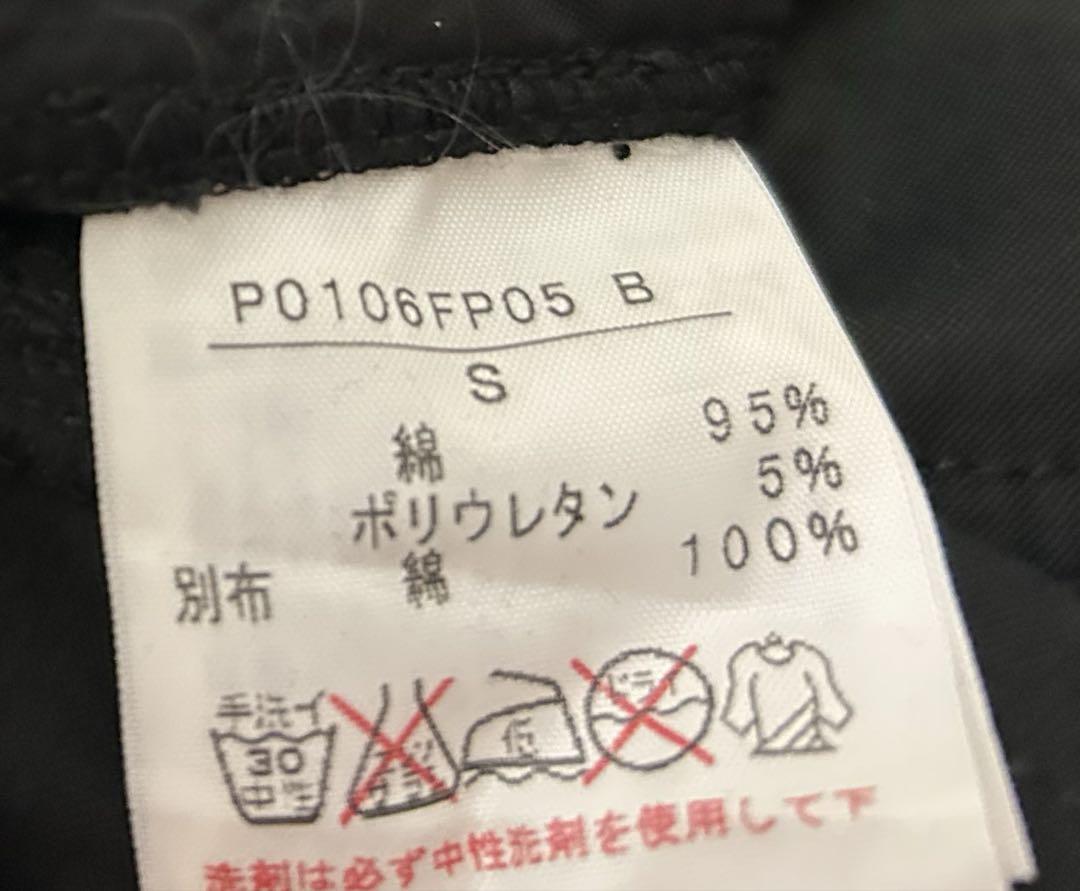 P0106FP05 B
S
綿 95%
ポリウレタン 5%
別布 綿 100%
手洗イ 30 中性
エンソサラシ
低
ドライ
洗剤は必ず中性洗剤を使用して下